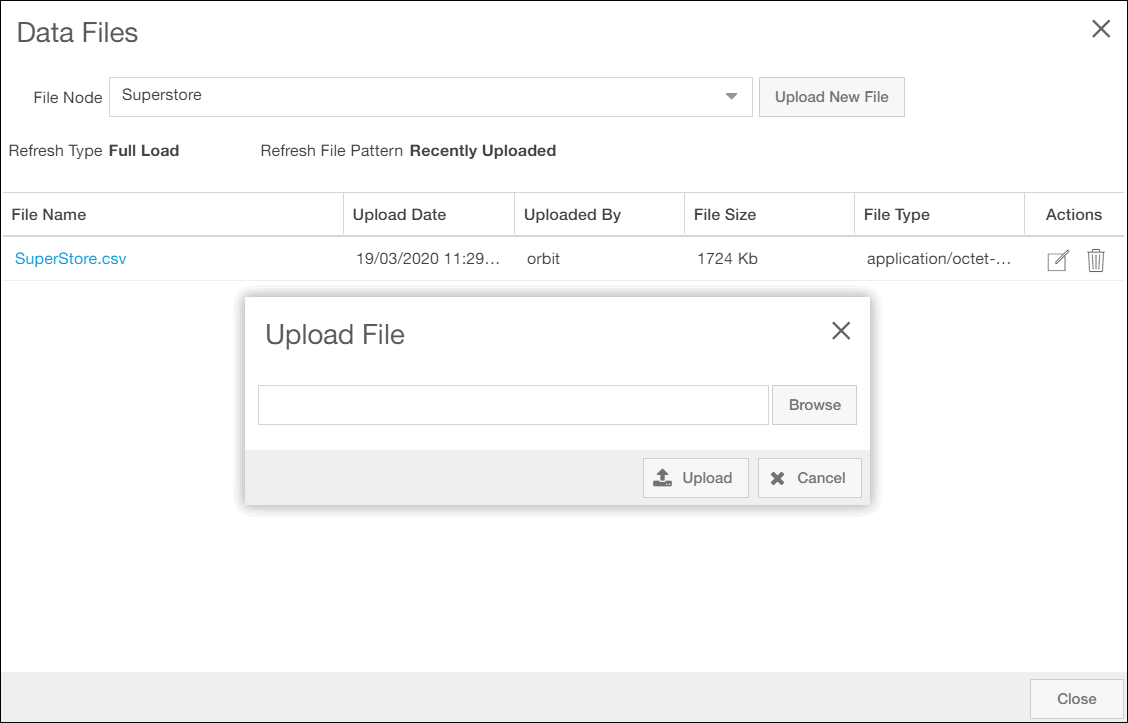 Data Files
File Node Superstore Upload New File
Refresh Type Full Load Refresh File Pattern Recently Uploaded
File Name Upload Date Uploaded By File Size File Type Actions
SuperStore.csv 19/03/2020 11:29... orbit 1724 Kb application/octet-...
Upload File
Browse
Upload Cancel
Close